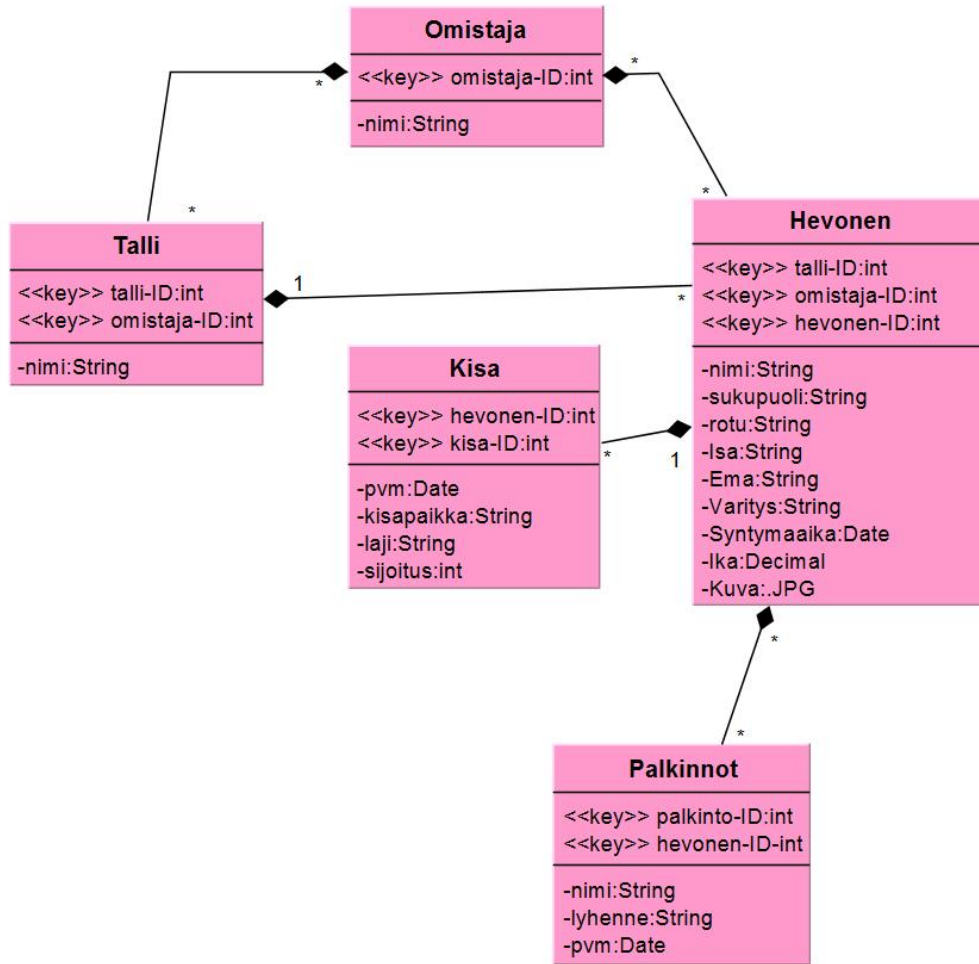 Omistaja
<<key>> omistaja-ID:int
-nimi:String
*
*
*
*
Talli
<<key>> talli-ID:int
<<key>> omistaja-ID:int
-nimi:String
1
*
Hevonen
<<key>> talli-ID:int
<<key>> omistaja-ID:int
<<key>> hevonen-ID:int
-nimi:String
-sukupuoli:String
-rotu:String
-Isa:String
-Ema:String
-Varitys:String
-Syntymaaika:Date
-Ika:Decimal
-Kuva:.JPG
Kisa
<<key>> hevonen-ID:int
<<key>> kisa-ID:int
-pvm:Date
-kisapaikka:String
-laji:String
-sijoitus:int
*
1
*
*
Palkinnot
<<key>> palkinto-ID:int
<<key>> hevonen-ID-int
-nimi:String
-lyhenne:String
-pvm:Date